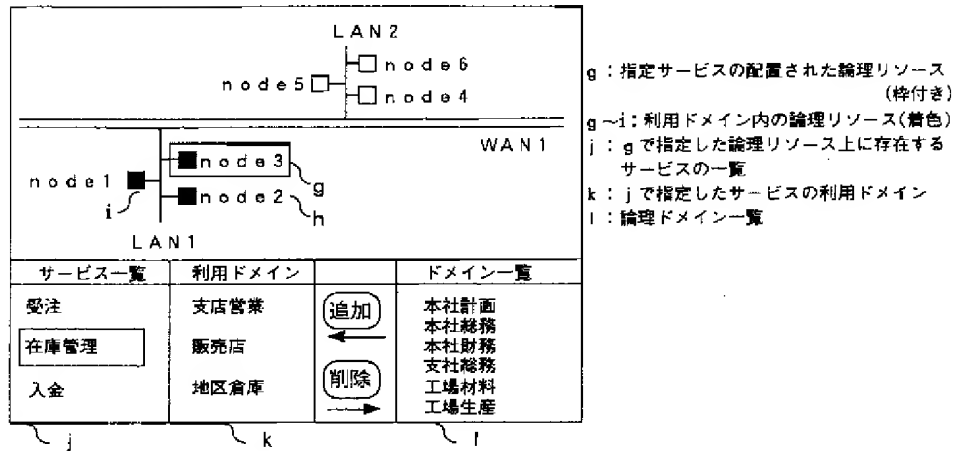 LAN2
node6
node5
node4
WAN1
node3
node1
node2
g
i
h
LAN1
サービス一覧 利用ドメイン ドメイン一覧
受注 支店営業 追加 本社計画
本社総務
在庫管理 販売店 本社財務
支社総務
入金 地区倉庫 削除 工場材料
工場生産
j k l
g：指定サービスの配置された論理リソース
(枠付き)
g～i：利用ドメイン内の論理リソース(着色)
j：gで指定した論理リソース上に存在する
サービスの一覧
k：jで指定したサービスの利用ドメイン
l：論理ドメイン一覧